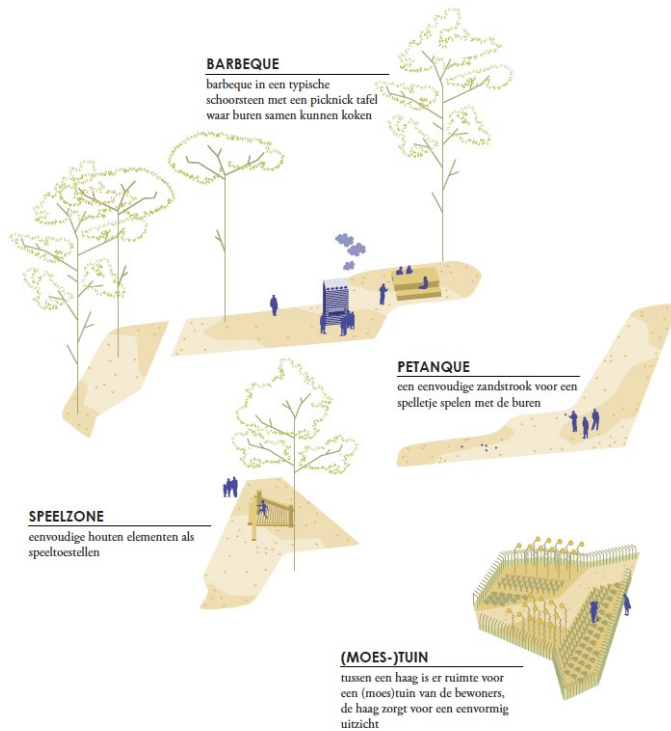 BARBEQUE
barbeque in een typische
schoorsteen met een picknick tafel
waar buren samen kunnen koken
PETANQUE
een eenvoudige zandstrook voor een
spelletje spelen met de buren
SPEELZONE
eenvoudige houten elementen als
speeltoestellen
(MOES-)TUIN
tussen een haag is er ruimte voor
een (moes)tuin van de bewoners,
de haag zorgt voor een eenvormig
uitzicht